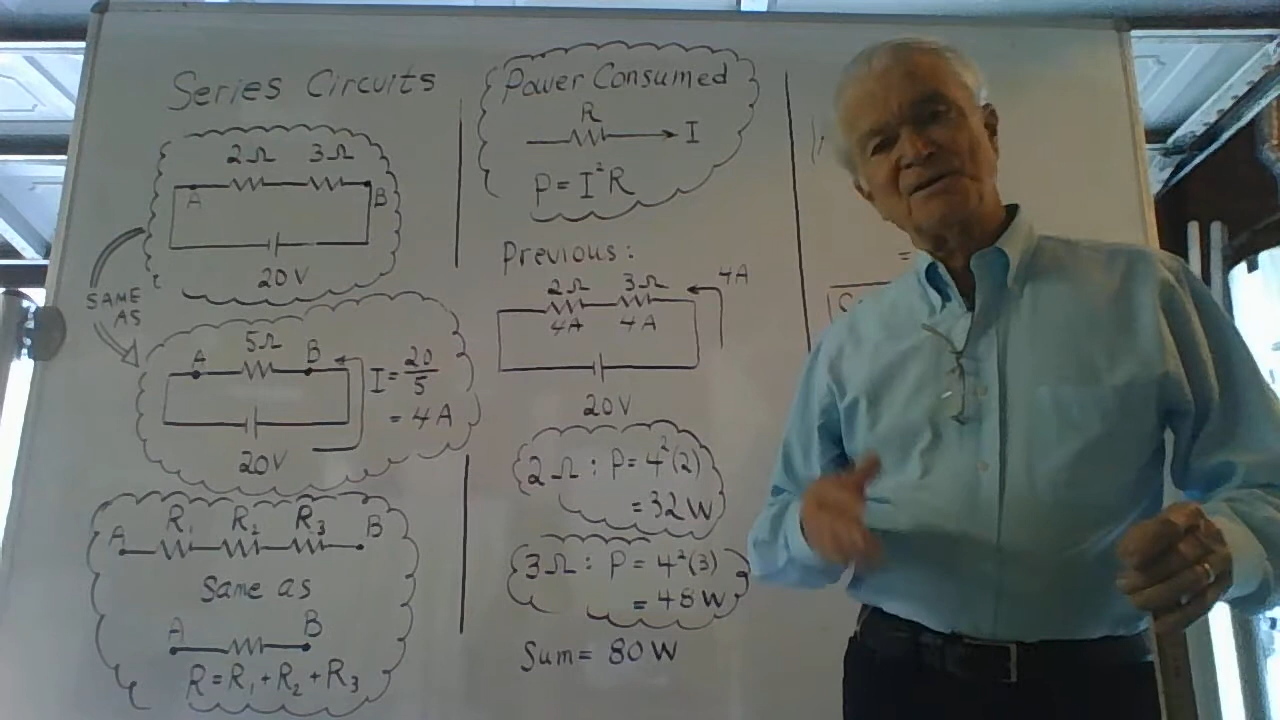 Series Circuits
2Ω 3Ω
A B
20V
SAME
AS
5Ω
A B
I = 20/5
= 4A
20V
R₁ R₂ R₃
A B
Same as
A B
R = R₁ + R₂ + R₃
Power Consumed
R
I
P = I²R
Previous:
2Ω 3Ω 4A
4A 4A
20V
2Ω : P = 4²(2)
= 32W
3Ω : P = 4²(3)
= 48W
Sum = 80W
=